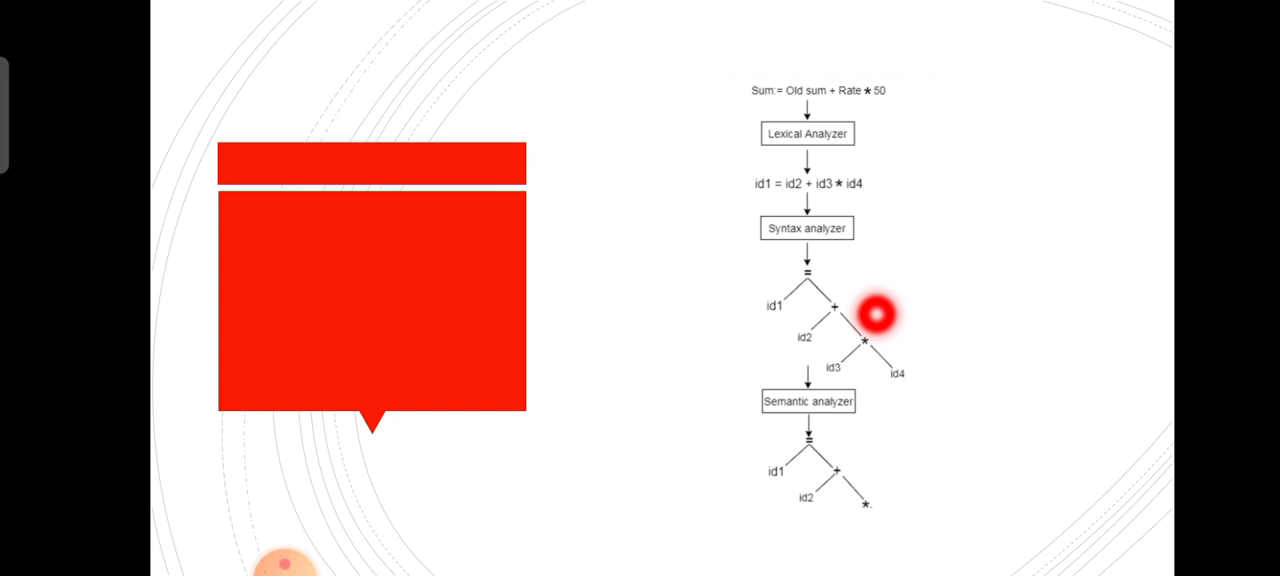 Sum:= Old sum + Rate * 50
Lexical Analyzer
id1 = id2 + id3 * id4
Syntax analyzer
=
id1
+
id2
*
id3
id4
Semantic analyzer
=
id1
+
id2
*